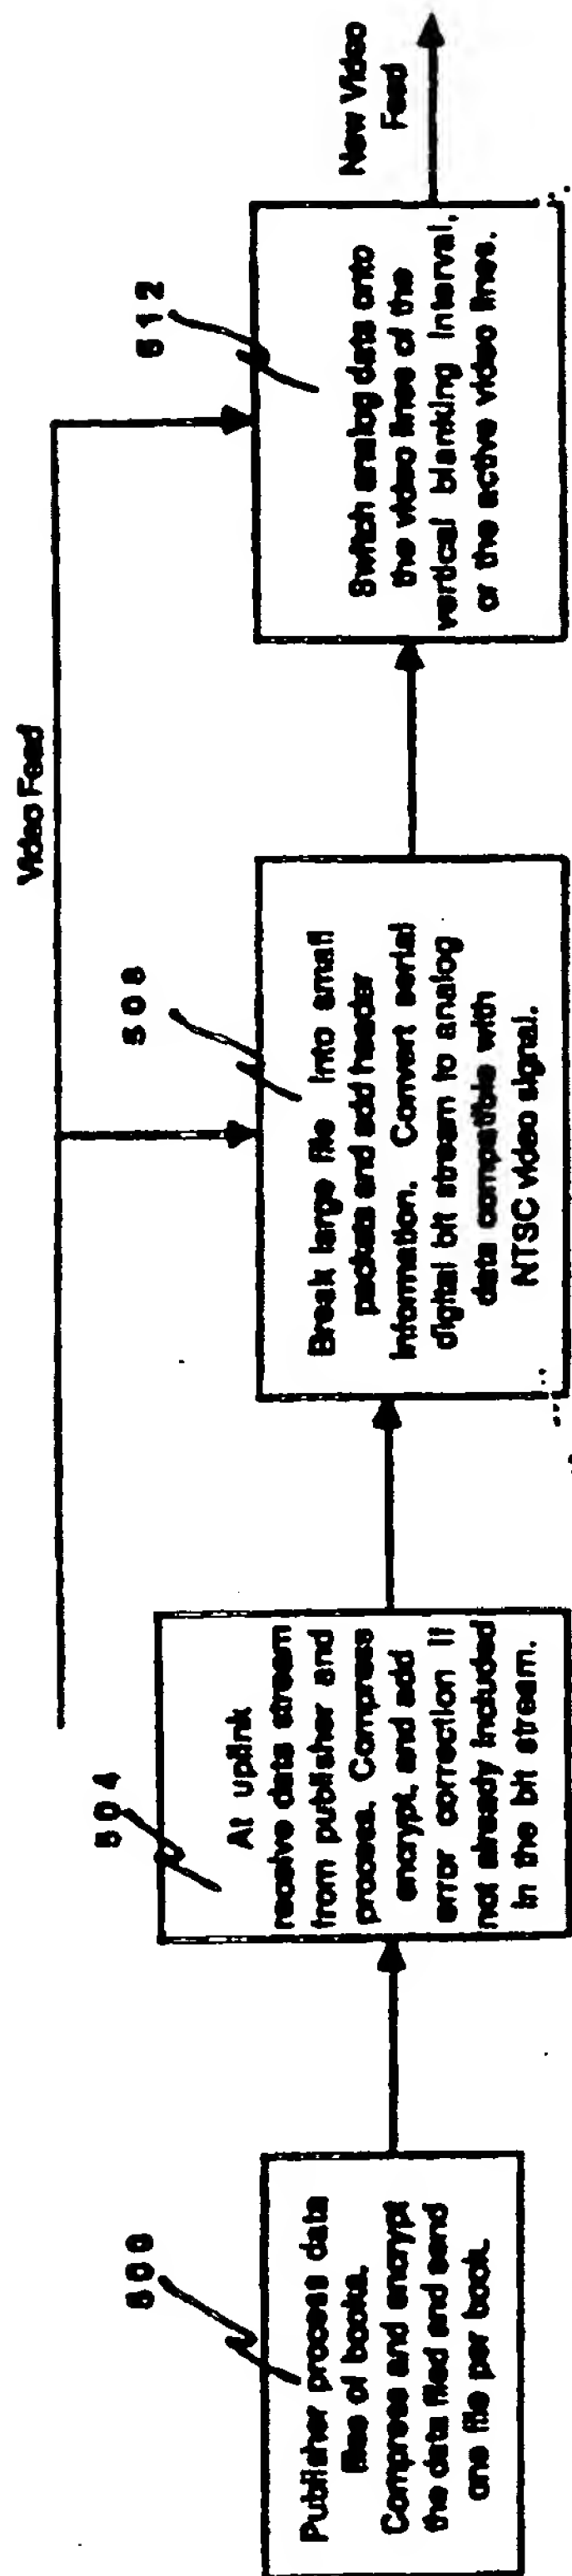 500
Publisher process data
files of books.
Compress and encrypt
the data filed and send
one file per book.
504
At uplink
receive data stream
from publisher and
process. Compress
encrypt, and add
error correction if
not already included
in the bit stream.
Video Feed
508
Break large file into small
packets and add header
information. Convert serial
digital bit stream to analog
data compatible with
NTSC video signal.
512
Switch analog data onto
the video lines of the
vertical blanking interval,
or the active video lines.
New Video
Feed